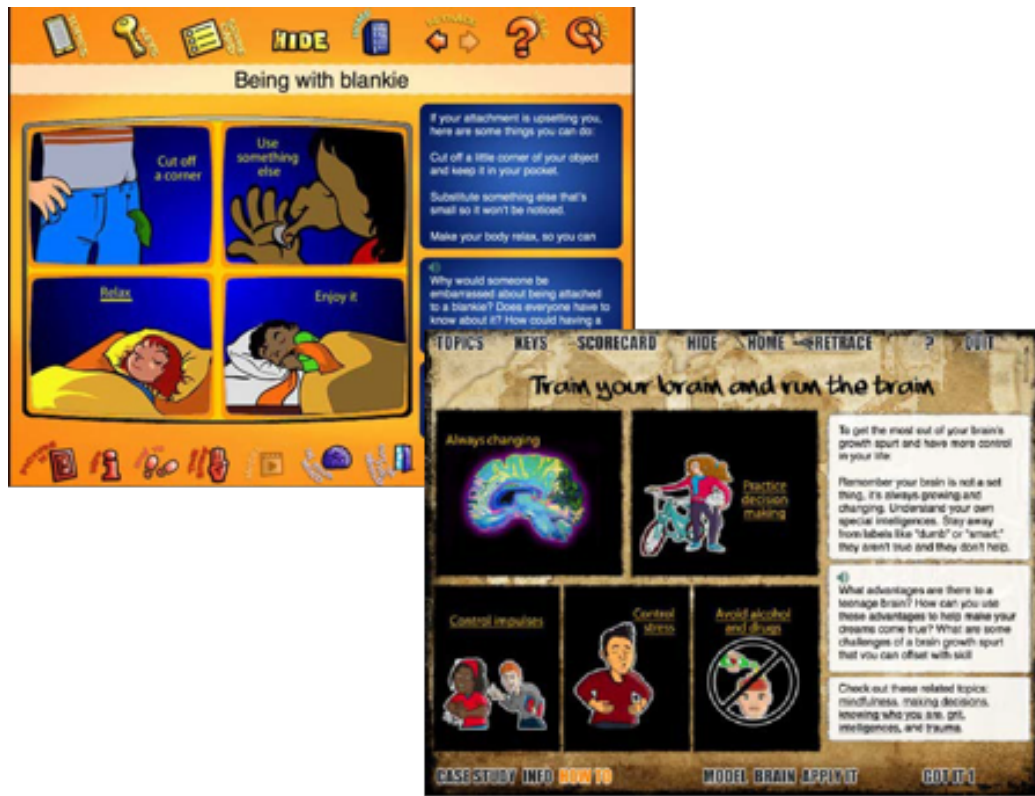 HIDE
Being with blankie
Cut off
a corner
Use
something
else
Relax
Enjoy it
If your attachment is upsetting you,
here are some things you can do:
Cut off a little corner of your object
and keep it in your pocket.
Substitute something else that's
small so it won't be noticed.
Make your body relax, so you can
Why would someone be
embarrassed about being attached
to a blankie? Does everyone have to
know about it? How could having a
TOPICS KEYS SCORECARD HIDE HOME RETRACE ? QUIT
Train your brain and run the train
Always changing
Practice
decision
making
Control impulses
Control
stress
Avoid alcohol
and drugs
To get the most out of your brain's
growth spurt and have more control
in your life:
Remember your brain is not a set
thing, it's always growing and
changing. Understand your own
special intelligences. Stay away
from labels like "dumb" or "smart;"
they aren't true and they don't help.
What advantages are there to a
teenage brain? How can you use
these advantages to help make your
dreams come true? What are some
challenges of a brain growth spurt
that you can offset with skill
Check out these related topics:
mindfulness, making decisions,
knowing who you are, grit,
intelligences, and trauma.
CASE STUDY INFO HOW TO MODEL BRAIN APPLY IT GOT IT!